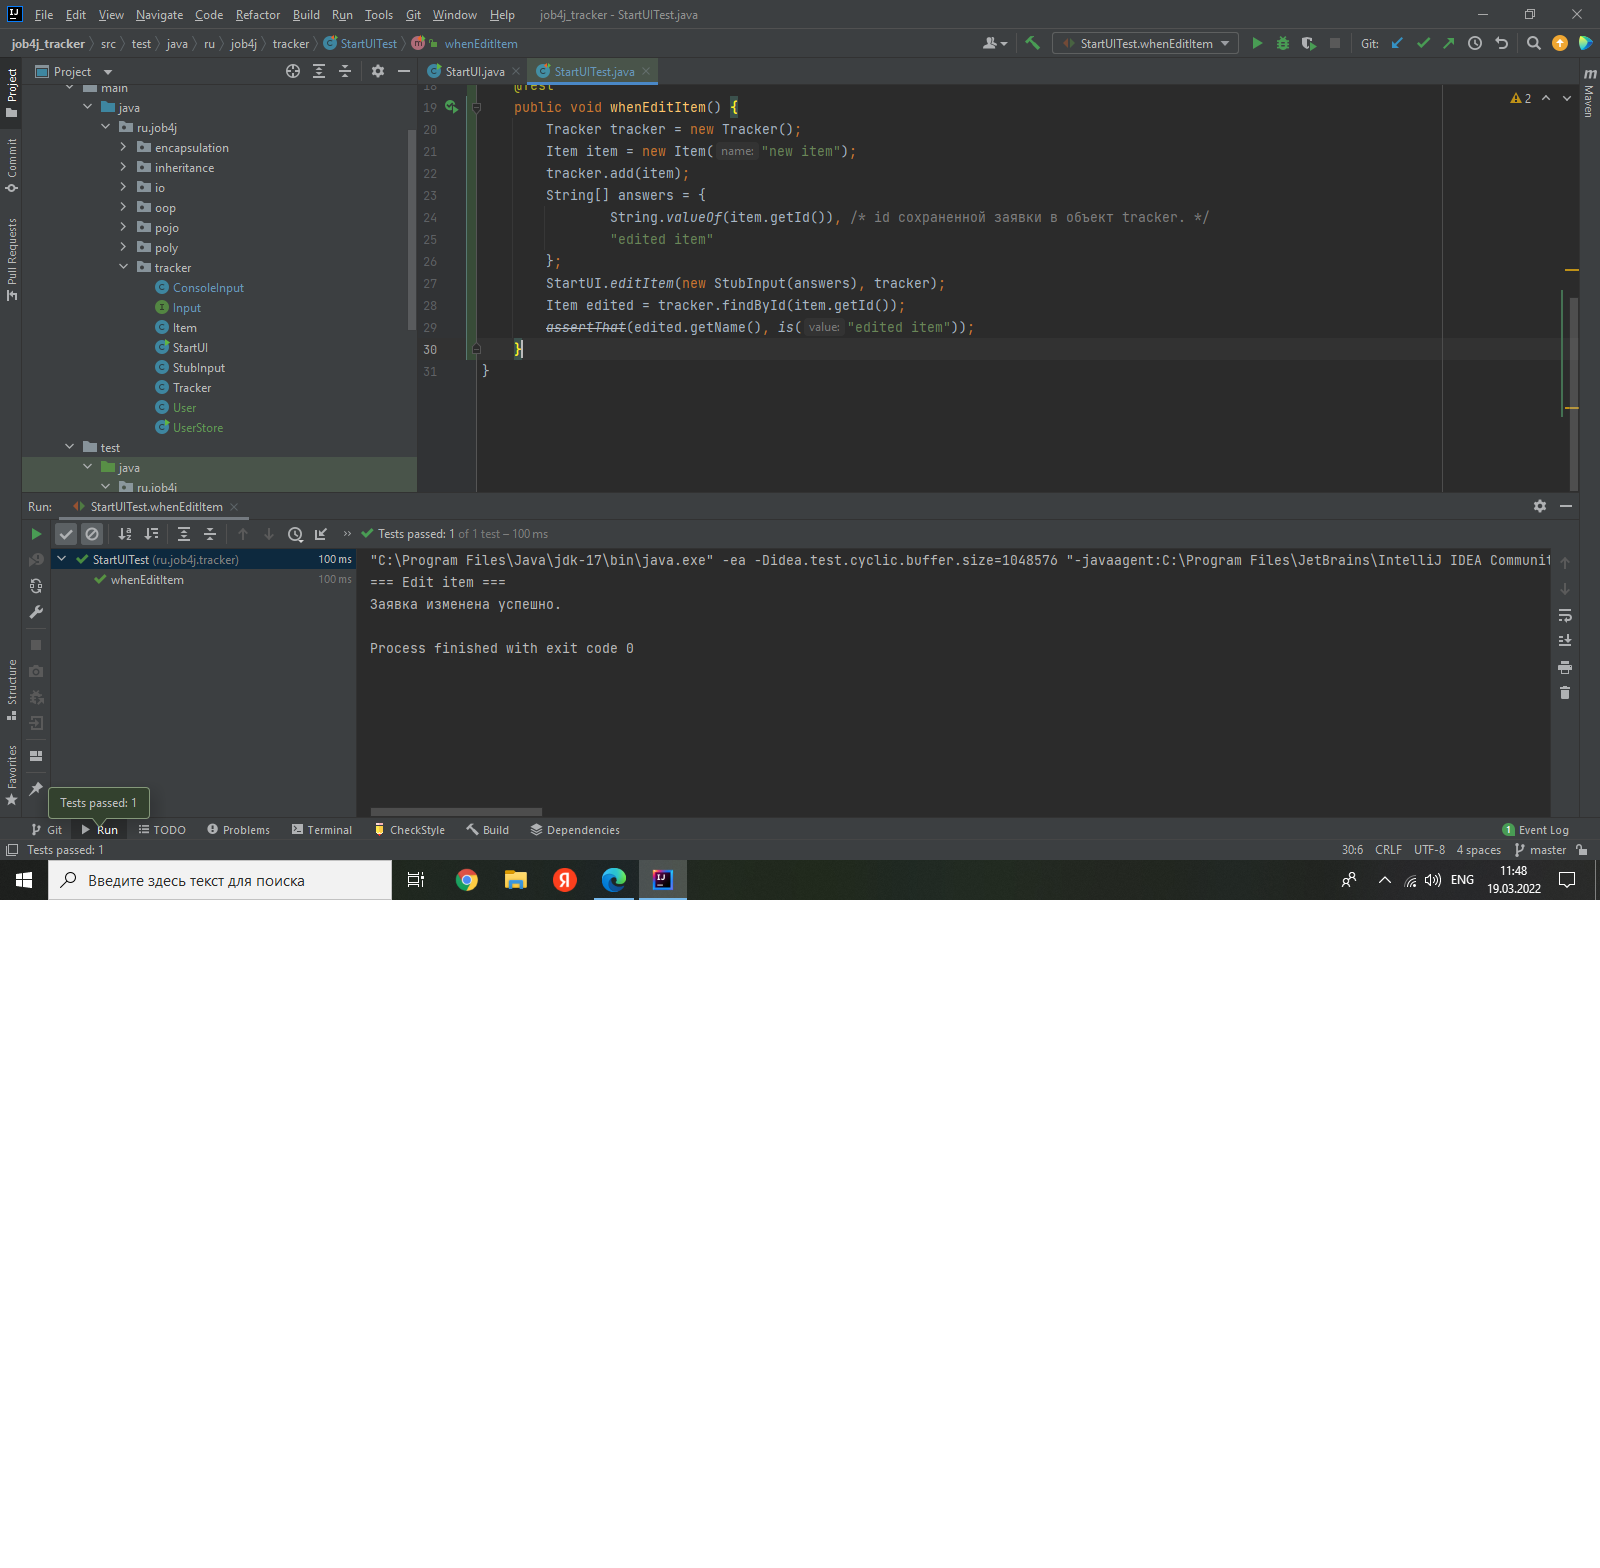 File Edit View Navigate Code Refactor Build Run Tools Git Window Help job4j_tracker - StartUITest.java
job4j_tracker src test java ru job4j tracker StartUITest whenEditItem StartUITest.whenEditItem Git:
Project
StartUI.java StartUITest.java
Project
Commit
Pull Requests
Structure
Favorites
Maven
main
java
ru.job4j
encapsulation
inheritance
io
oop
pojo
poly
tracker
ConsoleInput
Input
Item
StartUI
StubInput
Tracker
User
UserStore
test
java
ru.job4j
2
18 @Test
19 public void whenEditItem() {
20 Tracker tracker = new Tracker();
21 Item item = new Item( name: "new item");
22 tracker.add(item);
23 String[] answers = {
24 String.valueOf(item.getId()), /* id сохраненной заявки в объект tracker. */
25 "edited item"
26 };
27 StartUI.editItem(new StubInput(answers), tracker);
28 Item edited = tracker.findById(item.getId());
29 assertThat(edited.getName(), is( value: "edited item"));
30 }
31 }
Run: StartUITest.whenEditItem
Tests passed: 1 of 1 test – 100 ms
StartUITest (ru.job4j.tracker) 100 ms
whenEditItem 100 ms
"C:\Program Files\Java\jdk-17\bin\java.exe" -ea -Didea.test.cyclic.buffer.size=1048576 "-javaagent:C:\Program Files\JetBrains\IntelliJ IDEA Communit
=== Edit item ===
Заявка изменена успешно.
Process finished with exit code 0
Tests passed: 1
Git Run TODO Problems Terminal CheckStyle Build Dependencies 1 Event Log
Tests passed: 1 30:6 CRLF UTF-8 4 spaces master
Введите здесь текст для поиска
Я
IJ
ENG
11:48
19.03.2022